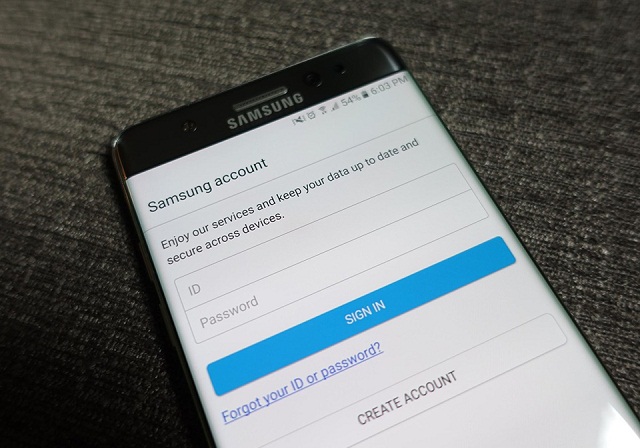 SAMSUNG
54% 6:03 PM
Samsung account
Enjoy our services and keep your data up to date and
secure across devices.
ID
Password
SIGN IN
Forgot your ID or password?
CREATE ACCOUNT